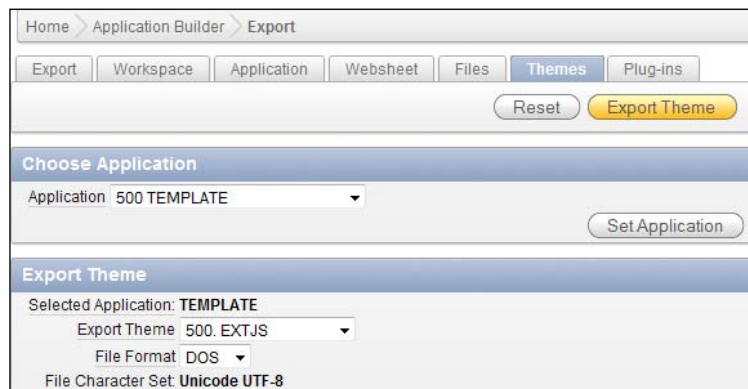 Home Application Builder Export
Export Workspace Application Websheet Files Themes Plug-ins
Reset Export Theme
Choose Application
Application 500 TEMPLATE
Set Application
Export Theme
Selected Application: TEMPLATE
Export Theme 500. EXTJS
File Format DOS
File Character Set: Unicode UTF-8